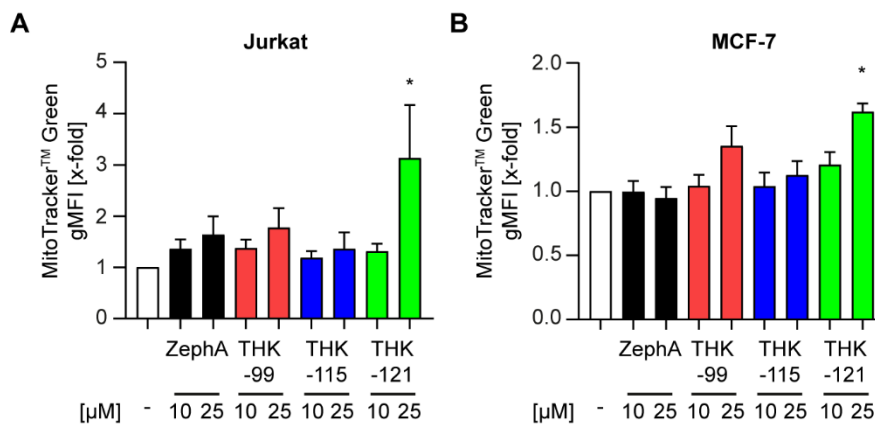 A
Jurkat
MitoTracker™ Green
gMFI [x-fold]
5
4
3
2
1
0
*
ZephA THK THK THK
-99 -115 -121
[µM] - 10 25 10 25 10 25 10 25
B
MCF-7
MitoTracker™ Green
gMFI [x-fold]
2.0
1.5
1.0
0.5
0.0
*
ZephA THK THK THK
-99 -115 -121
[µM] - 10 25 10 25 10 25 10 25